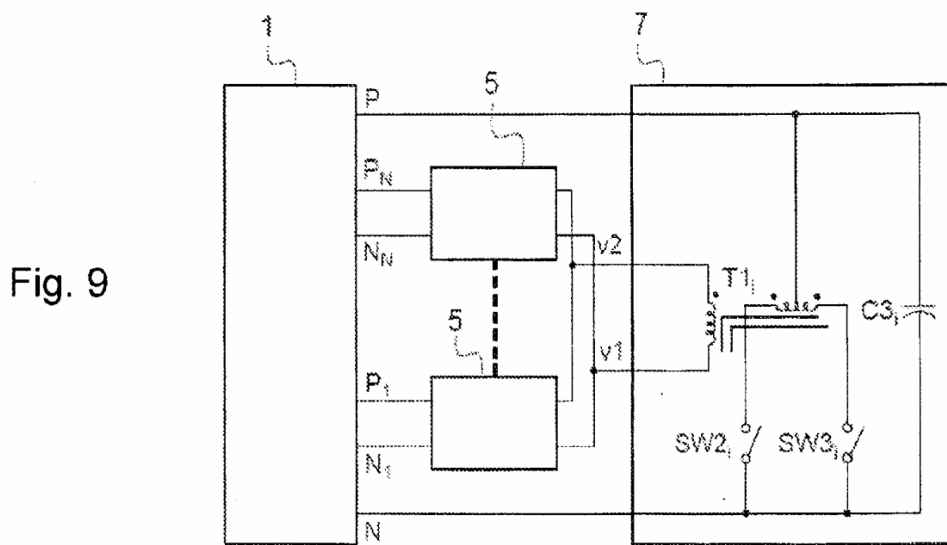 1
7
P
5
P_N
N_N
v2
T1_i
C3_i
Fig. 9
5
v1
P_1
SW2_i
SW3_i
N_1
N